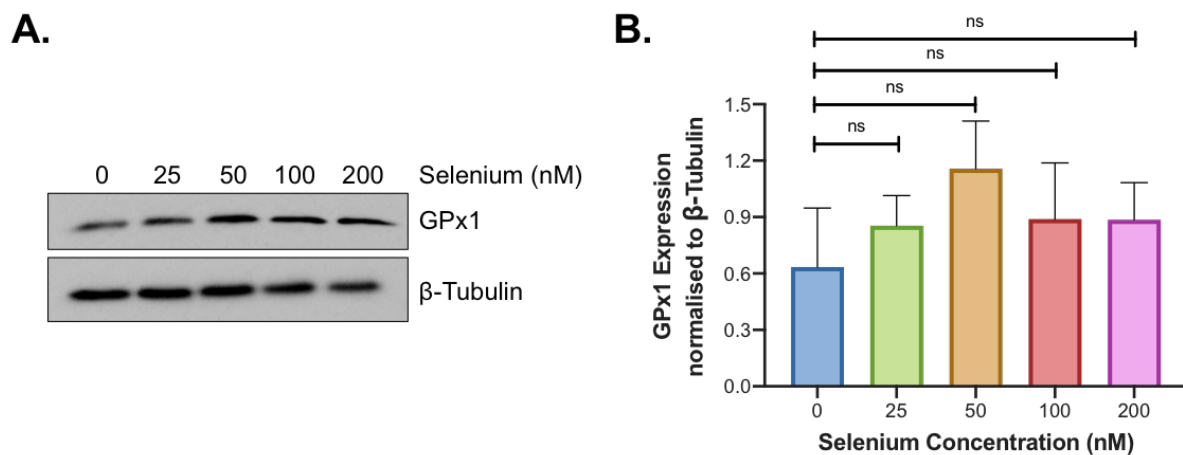 A.
0 25 50 100 200 Selenium (nM)
GPx1
β-Tubulin
B.
ns
ns
ns
ns
GPx1 Expression
normalised to β-Tubulin
1.5
1.2
0.9
0.6
0.3
0.0
0 25 50 100 200
Selenium Concentration (nM)